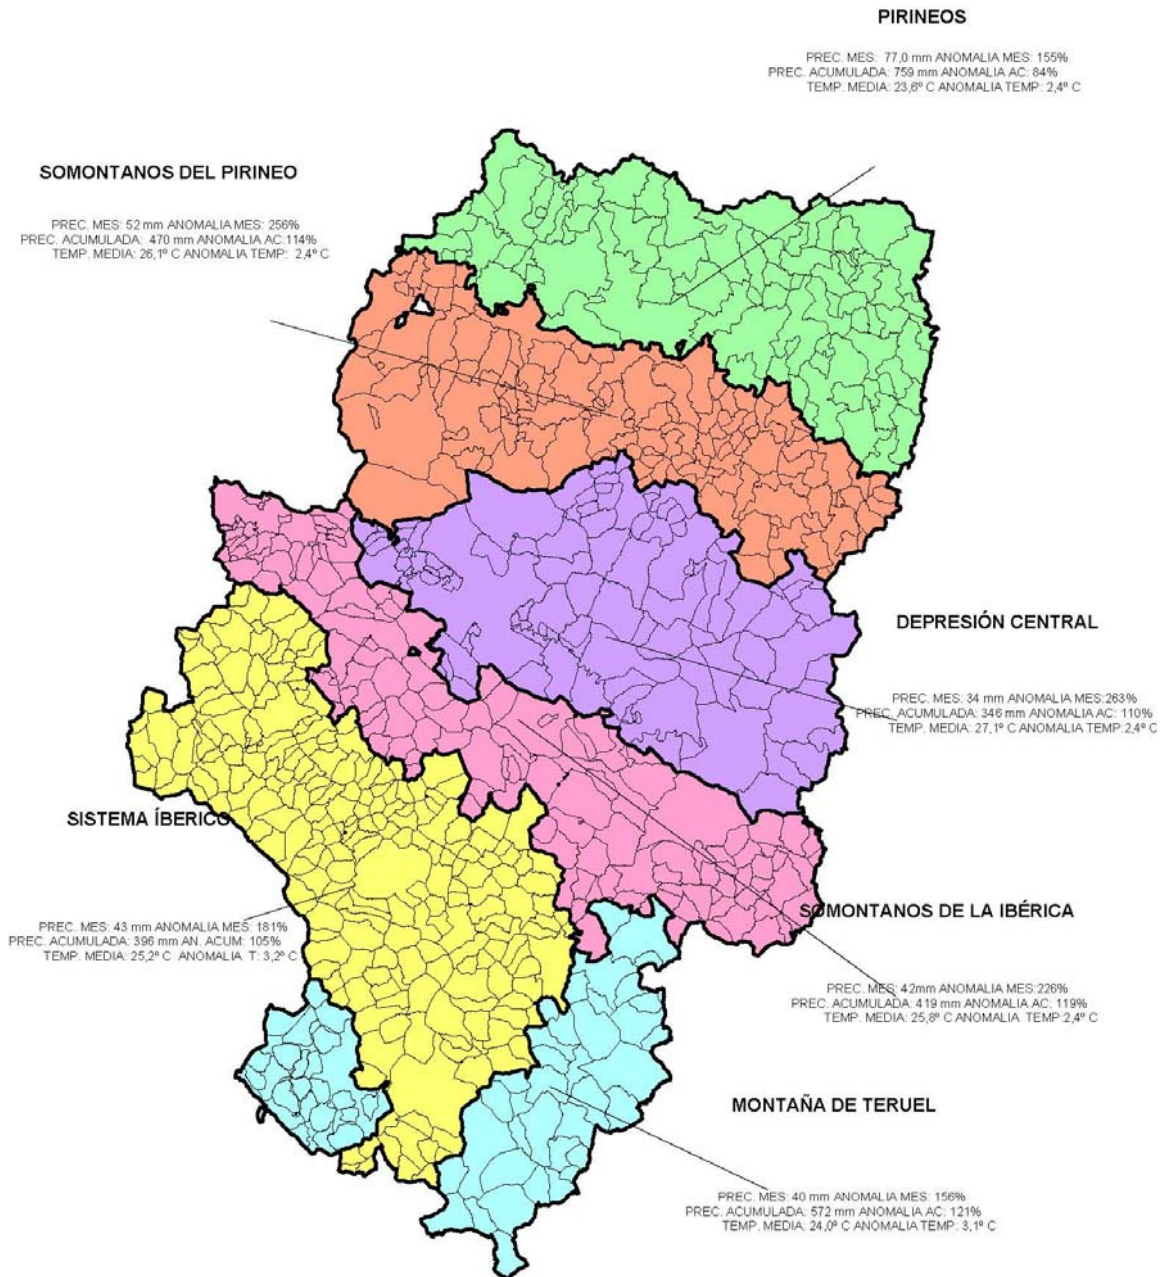 PIRINEOS
PREC. MES: 77,0 mm ANOMALIA MES: 155%
PREC. ACUMULADA: 759 mm ANOMALIA AC: 84%
TEMP. MEDIA: 23,6º C ANOMALIA TEMP: 2,4º C
SOMONTANOS DEL PIRINEO
PREC. MES: 52 mm ANOMALIA MES: 256%
PREC. ACUMULADA: 470 mm ANOMALIA AC:114%
TEMP. MEDIA: 26,1º C ANOMALIA TEMP: 2,4º C
DEPRESIÓN CENTRAL
PREC. MES: 34 mm ANOMALIA MES:263%
PREC. ACUMULADA: 346 mm ANOMALIA AC: 110%
TEMP. MEDIA: 27,1º C ANOMALIA TEMP:2,4º C
SISTEMA ÍBERICO
PREC. MES: 43 mm ANOMALIA MES: 181%
PREC. ACUMULADA: 396 mm AN. ACUM: 105%
TEMP. MEDIA: 25,2º C ANOMALIA T: 3,2º C
SOMONTANOS DE LA IBÉRICA
PREC. MES: 42mm ANOMALIA MES:226%
PREC. ACUMULADA: 419 mm ANOMALIA AC: 119%
TEMP. MEDIA: 25,8º C ANOMALIA TEMP:2,4º C
MONTAÑA DE TERUEL
PREC. MES: 40 mm ANOMALIA MES: 156%
PREC. ACUMULADA: 572 mm ANOMALIA AC: 121%
TEMP. MEDIA: 24,0º C ANOMALIA TEMP: 3,1º C